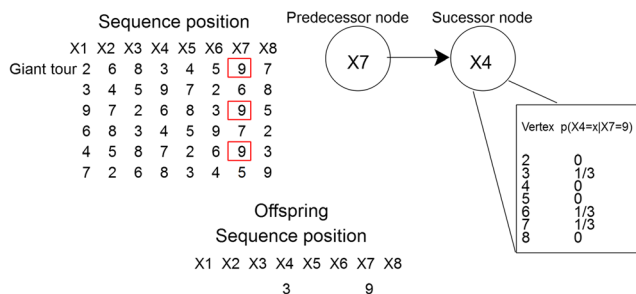 Sequence position
X1 X2 X3 X4 X5 X6 X7 X8
Giant tour 2 6 8 3 4 5 9 7
3 4 5 9 7 2 6 8
9 7 2 6 8 3 9 5
6 8 3 4 5 9 7 2
4 5 8 7 2 6 9 3
7 2 6 8 3 4 5 9
Predecessor node
Sucessor node
X7
X4
Vertex p(X4=x|X7=9)
2 0
3 1/3
4 0
5 0
6 1/3
7 1/3
8 0
Offspring
Sequence position
X1 X2 X3 X4 X5 X6 X7 X8
3 9